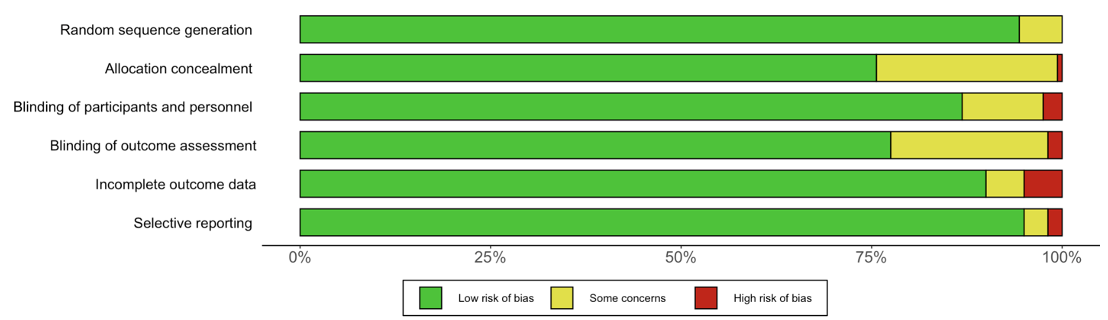 Random sequence generation
Allocation concealment
Blinding of participants and personnel
Blinding of outcome assessment
Incomplete outcome data
Selective reporting
0% 25% 50% 75% 100%
Low risk of bias Some concerns High risk of bias